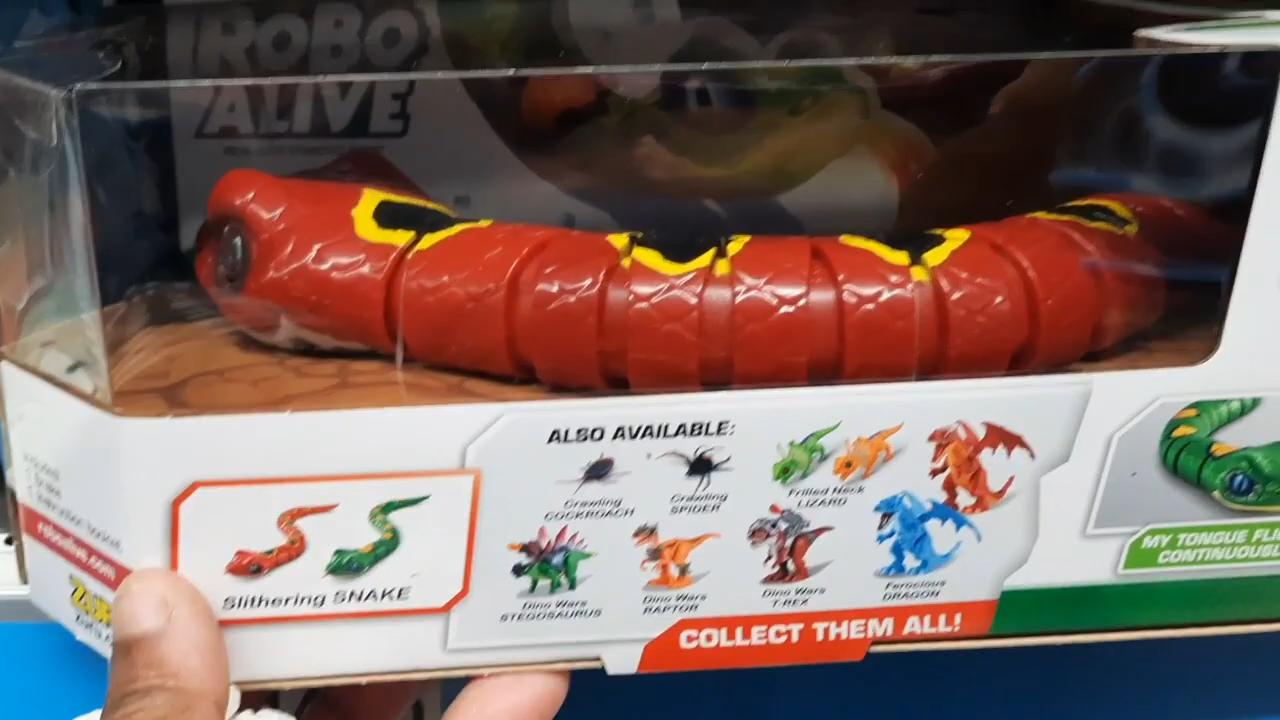 ROBO
ALIVE
ALSO AVAILABLE:
Crawling
COCKROACH
Crawling
SPIDER
Frilled Neck
LIZARD
Dino Wars
STEGOSAURUS
Dino Wars
RAPTOR
Dino Wars
T-REX
Ferocious
DRAGON
Slithering SNAKE
COLLECT THEM ALL!
MY TONGUE FLI
CONTINUOUSL